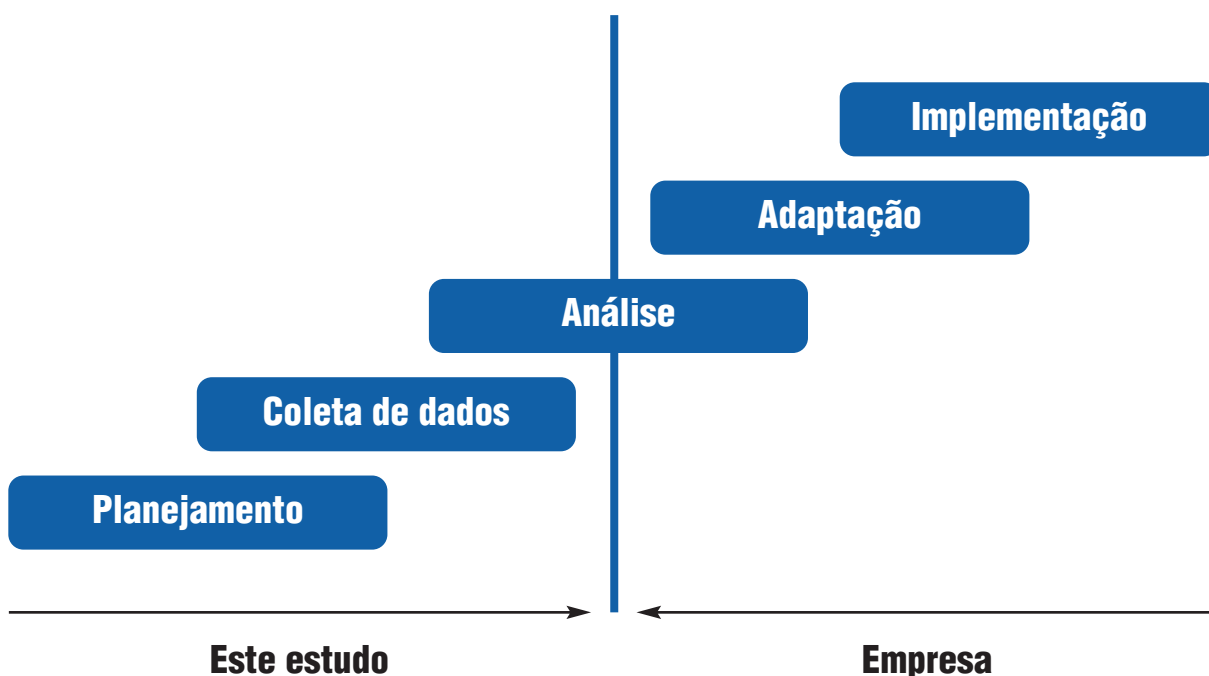 Implementação
Adaptação
Análise
Coleta de dados
Planejamento
Este estudo
Empresa